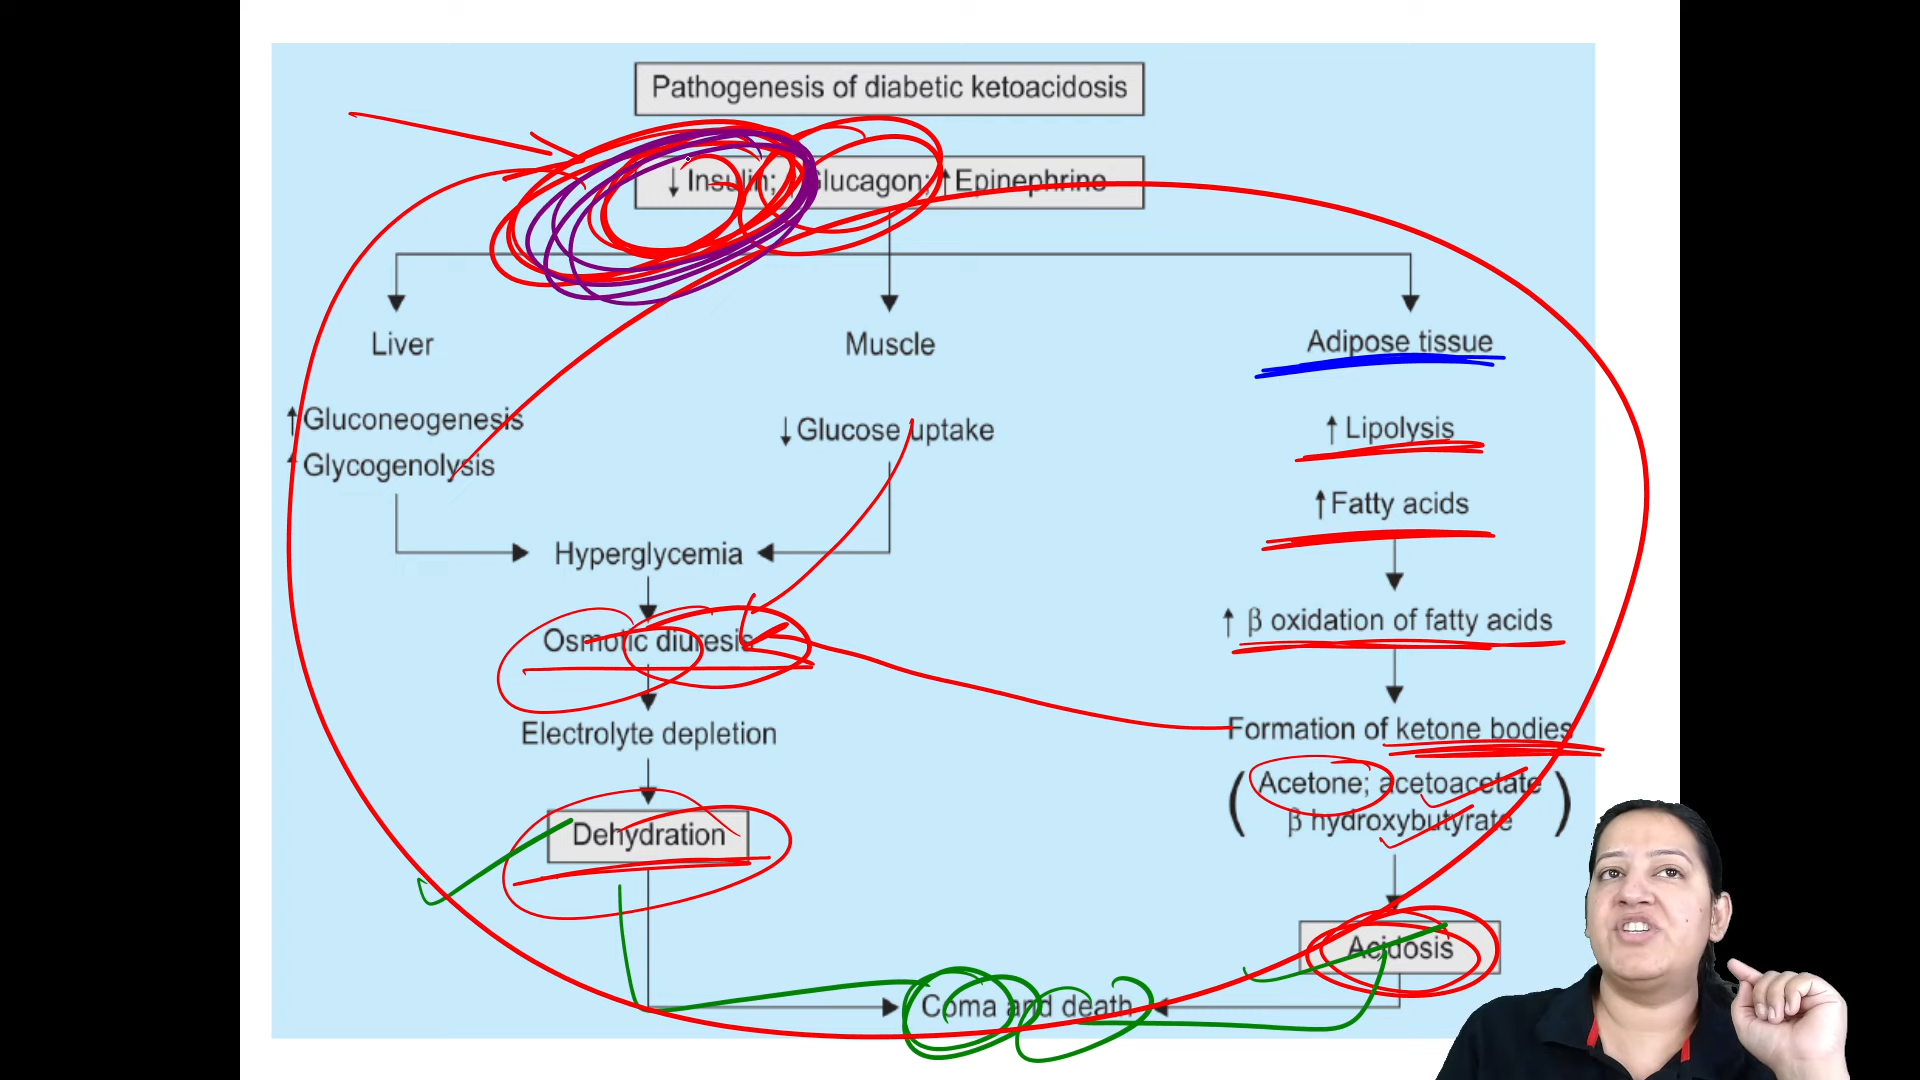 Pathogenesis of diabetic ketoacidosis
↓ Insulin; Glucagon; ↑ Epinephrine
Liver
Muscle
Adipose tissue
↑ Gluconeogenesis
↑ Glycogenolysis
↓ Glucose uptake
↑ Lipolysis
↑ Fatty acids
Hyperglycemia
↑ β oxidation of fatty acids
Osmotic diuresis
Electrolyte depletion
Formation of ketone bodies
(Acetone; acetoacetate
β hydroxybutyrate)
Dehydration
Acidosis
Coma and death